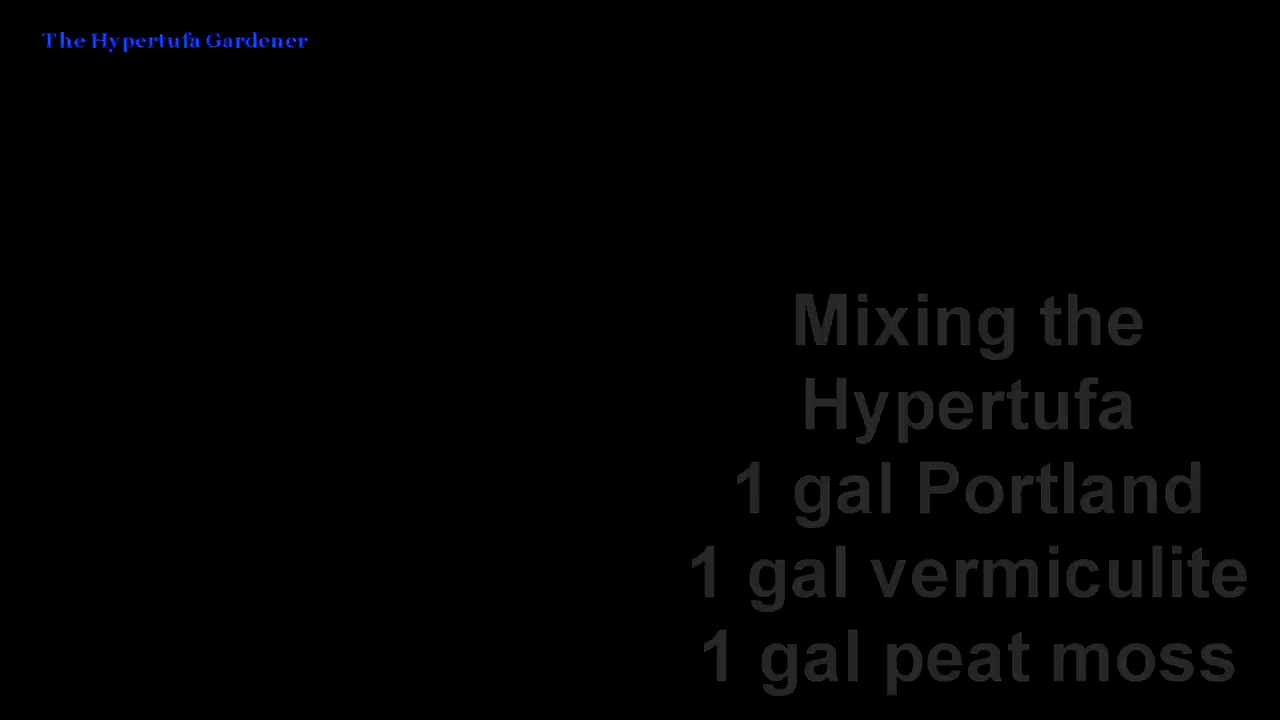 The Hypertufa Gardener
Mixing the
Hypertufa
1 gal Portland
1 gal vermiculite
1 gal peat moss